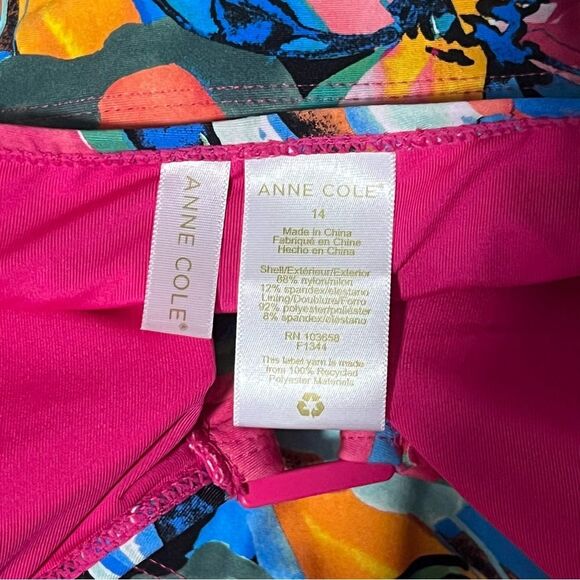 ANNE COLE®
ANNE COLE®
14
Made in China
Fabriqué en Chine
Hecho en China
Shell/Extérieur/Exterior
88% nylon/nilon
12% spandex/elastano
Lining/Doublure/Forro
92% polyester/poliéster
8% spandex/elastano
RN 103658
F1344
This label yarn is made
from 100% Recycled
Polyester Materials